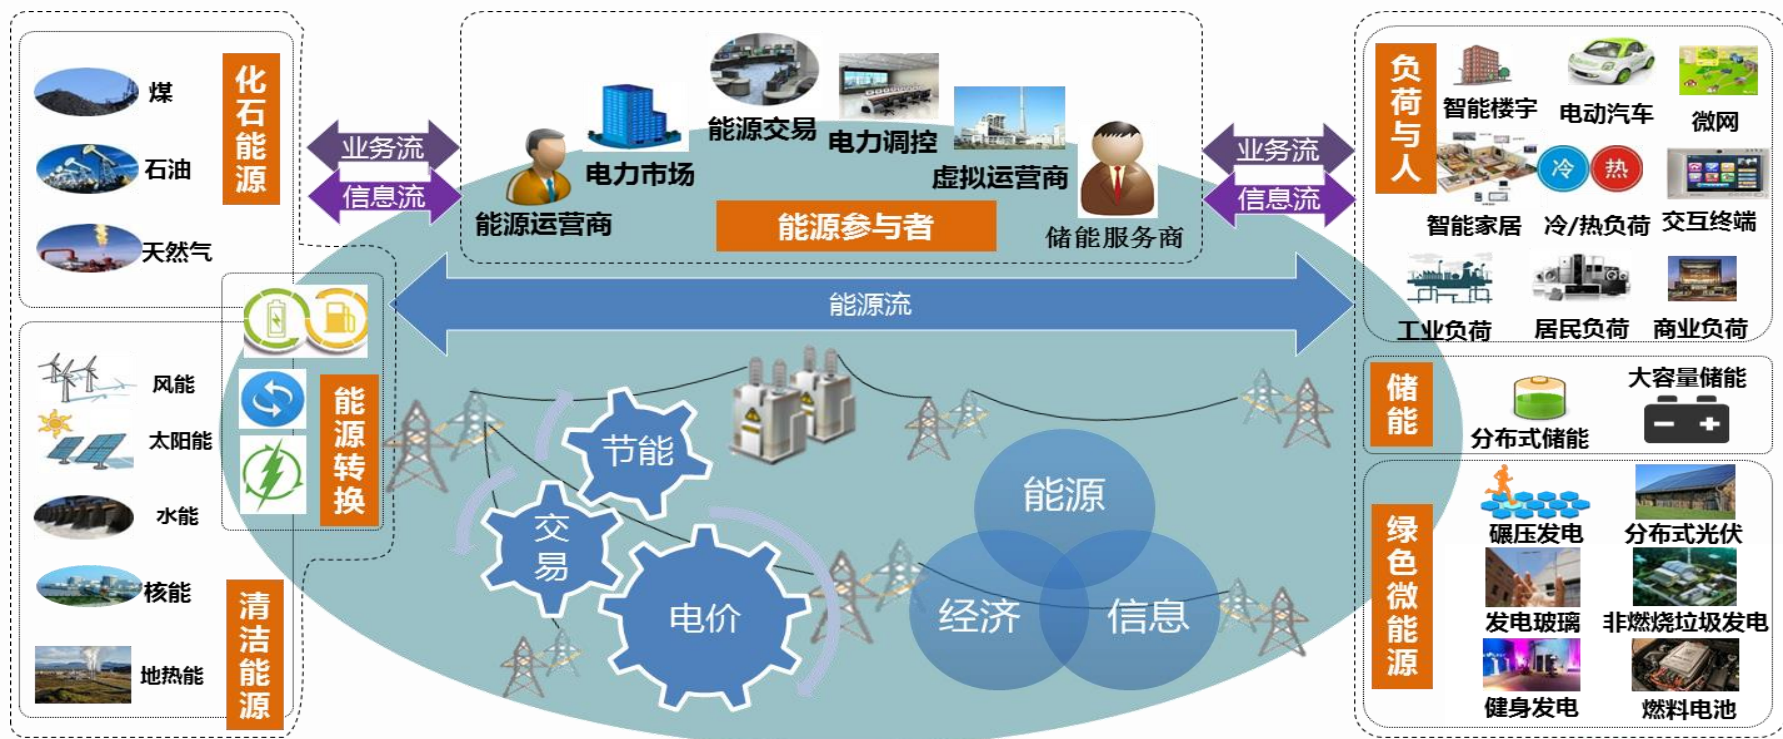 化石能源
煤
石油
天然气
业务流
信息流
能源运营商
电力市场
能源交易
电力调控
虚拟运营商
储能服务商
能源参与者
业务流
信息流
负荷与人
智能楼宇
电动汽车
微网
智能家居
冷
热
冷/热负荷
交互终端
工业负荷
居民负荷
商业负荷
能源流
能源转换
风能
太阳能
水能
核能
地热能
清洁能源
节能
交易
电价
能源
经济
信息
储能
分布式储能
大容量储能
绿色微能源
碾压发电
分布式光伏
发电玻璃
非燃烧垃圾发电
健身发电
燃料电池